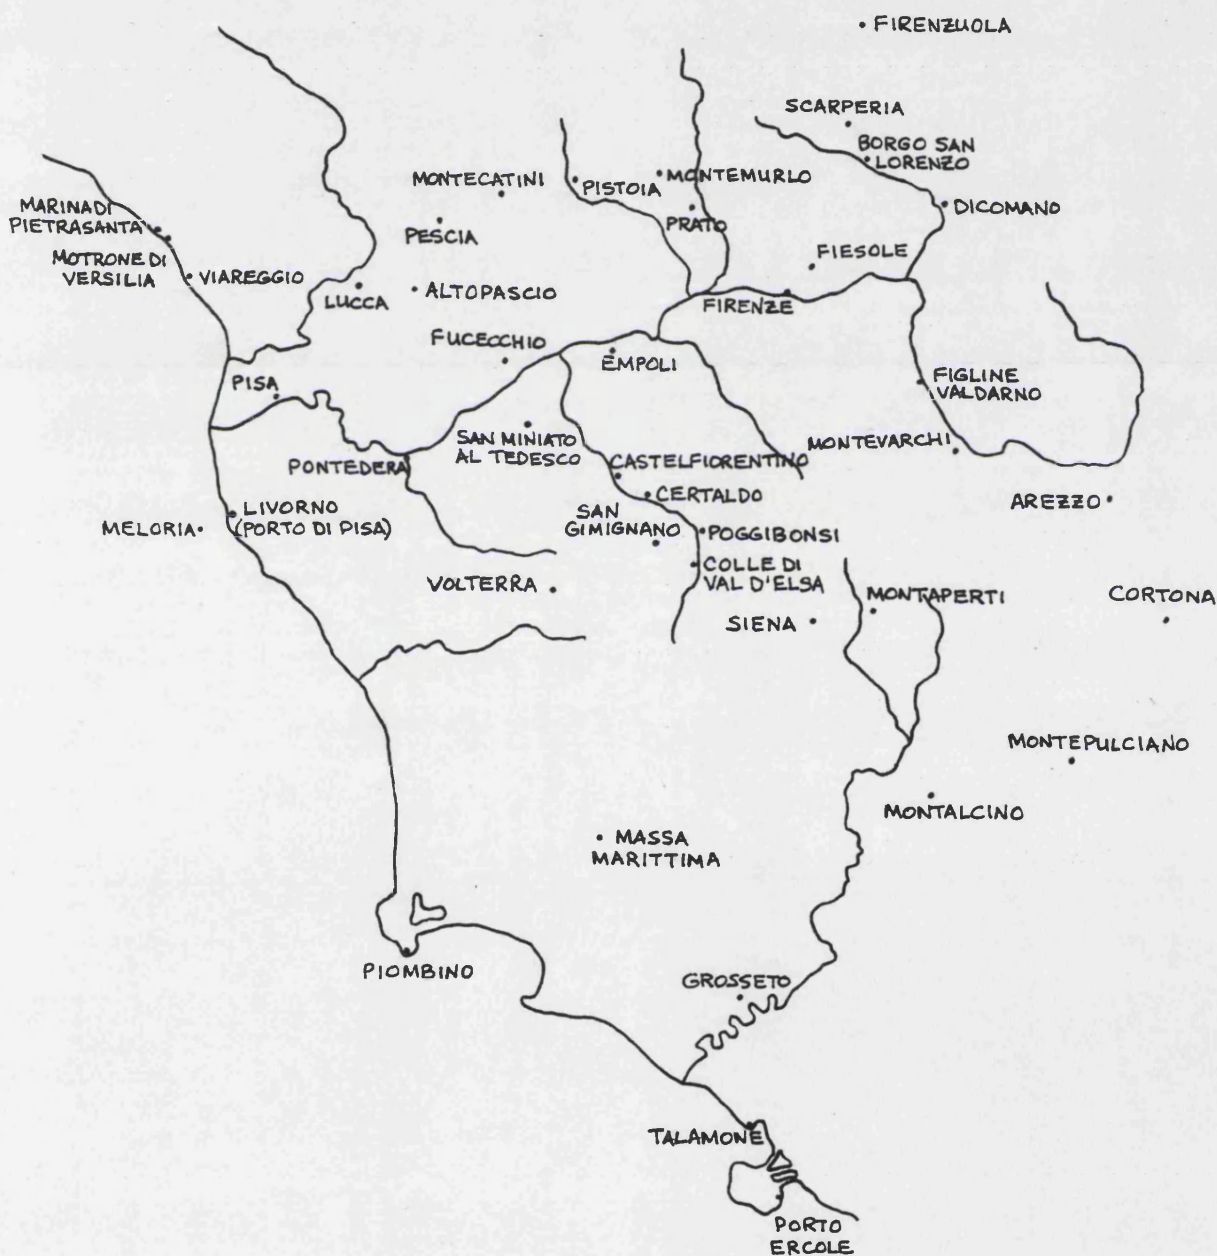 FIRENZUOLA
SCARPERIA
BORGO SAN
LORENZO
MONTECATINI
PISTOIA
MONTEMURLO
DICOMANO
MARINA DI
PIETRASANTA
PESCIA
PRATO
FIESOLE
MOTRONE DI
VERSILIA
VIAREGGIO
LUCCA
ALTOPASCIO
FIRENZE
FUCECCHIO
EMPOLI
PISA
FIGLINE
VALDARNO
SAN MINIATO
AL TEDESCO
MONTEVARCHI
PONTEDERA
CASTELFIORENTINO
CERTALDO
AREZZO
LIVORNO
(PORTO DI PISA)
MELORIA
SAN
GIMIGNANO
POGGIBONSI
COLLE DI
VAL D'ELSA
VOLTERRA
MONTAPERTI
CORTONA
SIENA
MONTEPULCIANO
MONTALCINO
MASSA
MARITTIMA
PIOMBINO
GROSSETO
TALAMONE
PORTO
ERCOLE